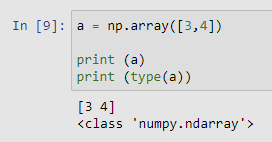 In [9]: a = np.array([3,4])
print (a)
print (type(a))
[3 4]
<class 'numpy.ndarray'>